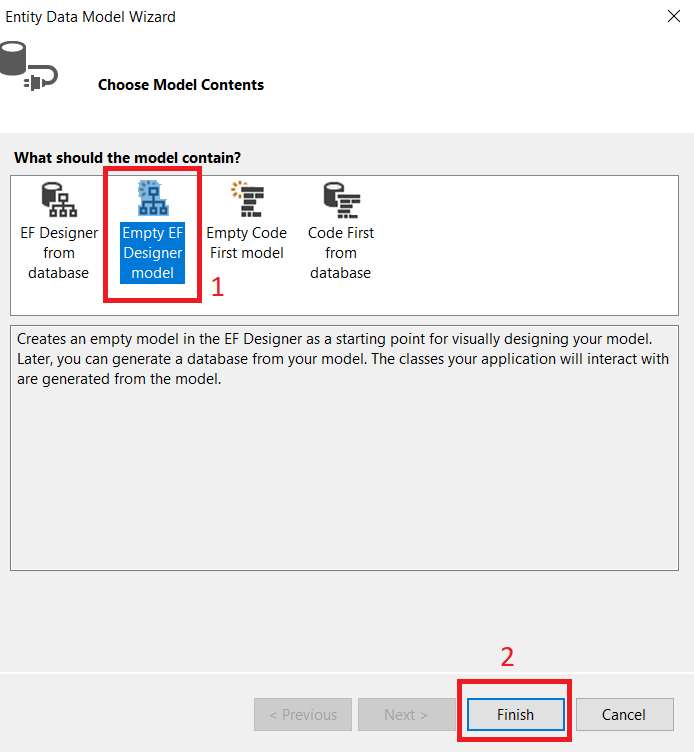 Entity Data Model Wizard
Choose Model Contents
What should the model contain?
EF Designer
from
database
Empty EF
Designer
model
Empty Code
First model
Code First
from
database
1
Creates an empty model in the EF Designer as a starting point for visually designing your model.
Later, you can generate a database from your model. The classes your application will interact with
are generated from the model.
2
< Previous
Next >
Finish
Cancel